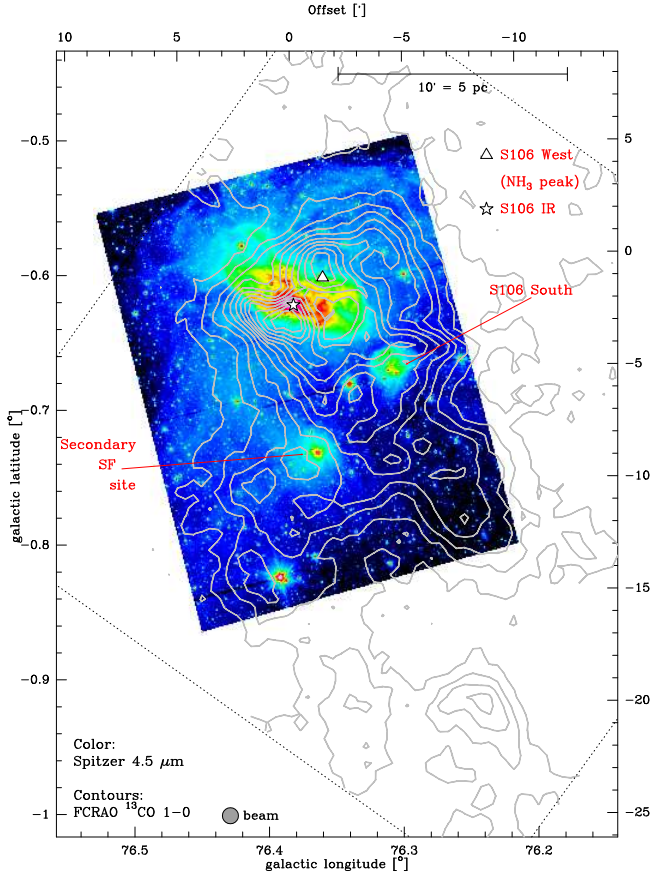 Offset [']
10 5 0 −5 −10
10' = 5 pc
S106 West
(NH3 peak)
S106 IR
S106 South
Secondary
SF
site
−0.5
−0.6
−0.7
−0.8
−0.9
−1
galactic latitude [o]
5
0
−5
−10
−15
−20
−25
Color:
Spitzer 4.5 μm
Contours:
FCRAO 13CO 1−0
beam
76.5 76.4 76.3 76.2
galactic longitude [o]